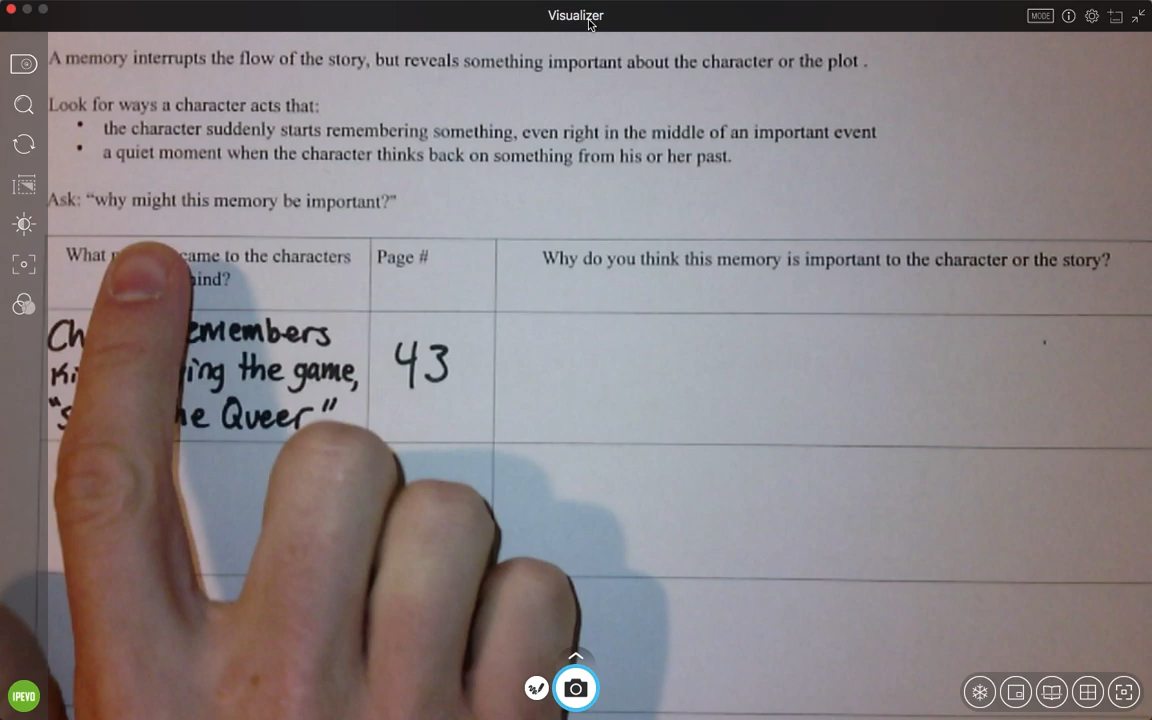 Visualizer
MODE
A memory interrupts the flow of the story, but reveals something important about the character or the plot .
Look for ways a character acts that:
• the character suddenly starts remembering something, even right in the middle of an important event
• a quiet moment when the character thinks back on something from his or her past.
Ask: “why might this memory be important?”
What came to the characters
mind?
Page #
Why do you think this memory is important to the character or the story?
remembers
the game,
Queer”
43
IPEVO